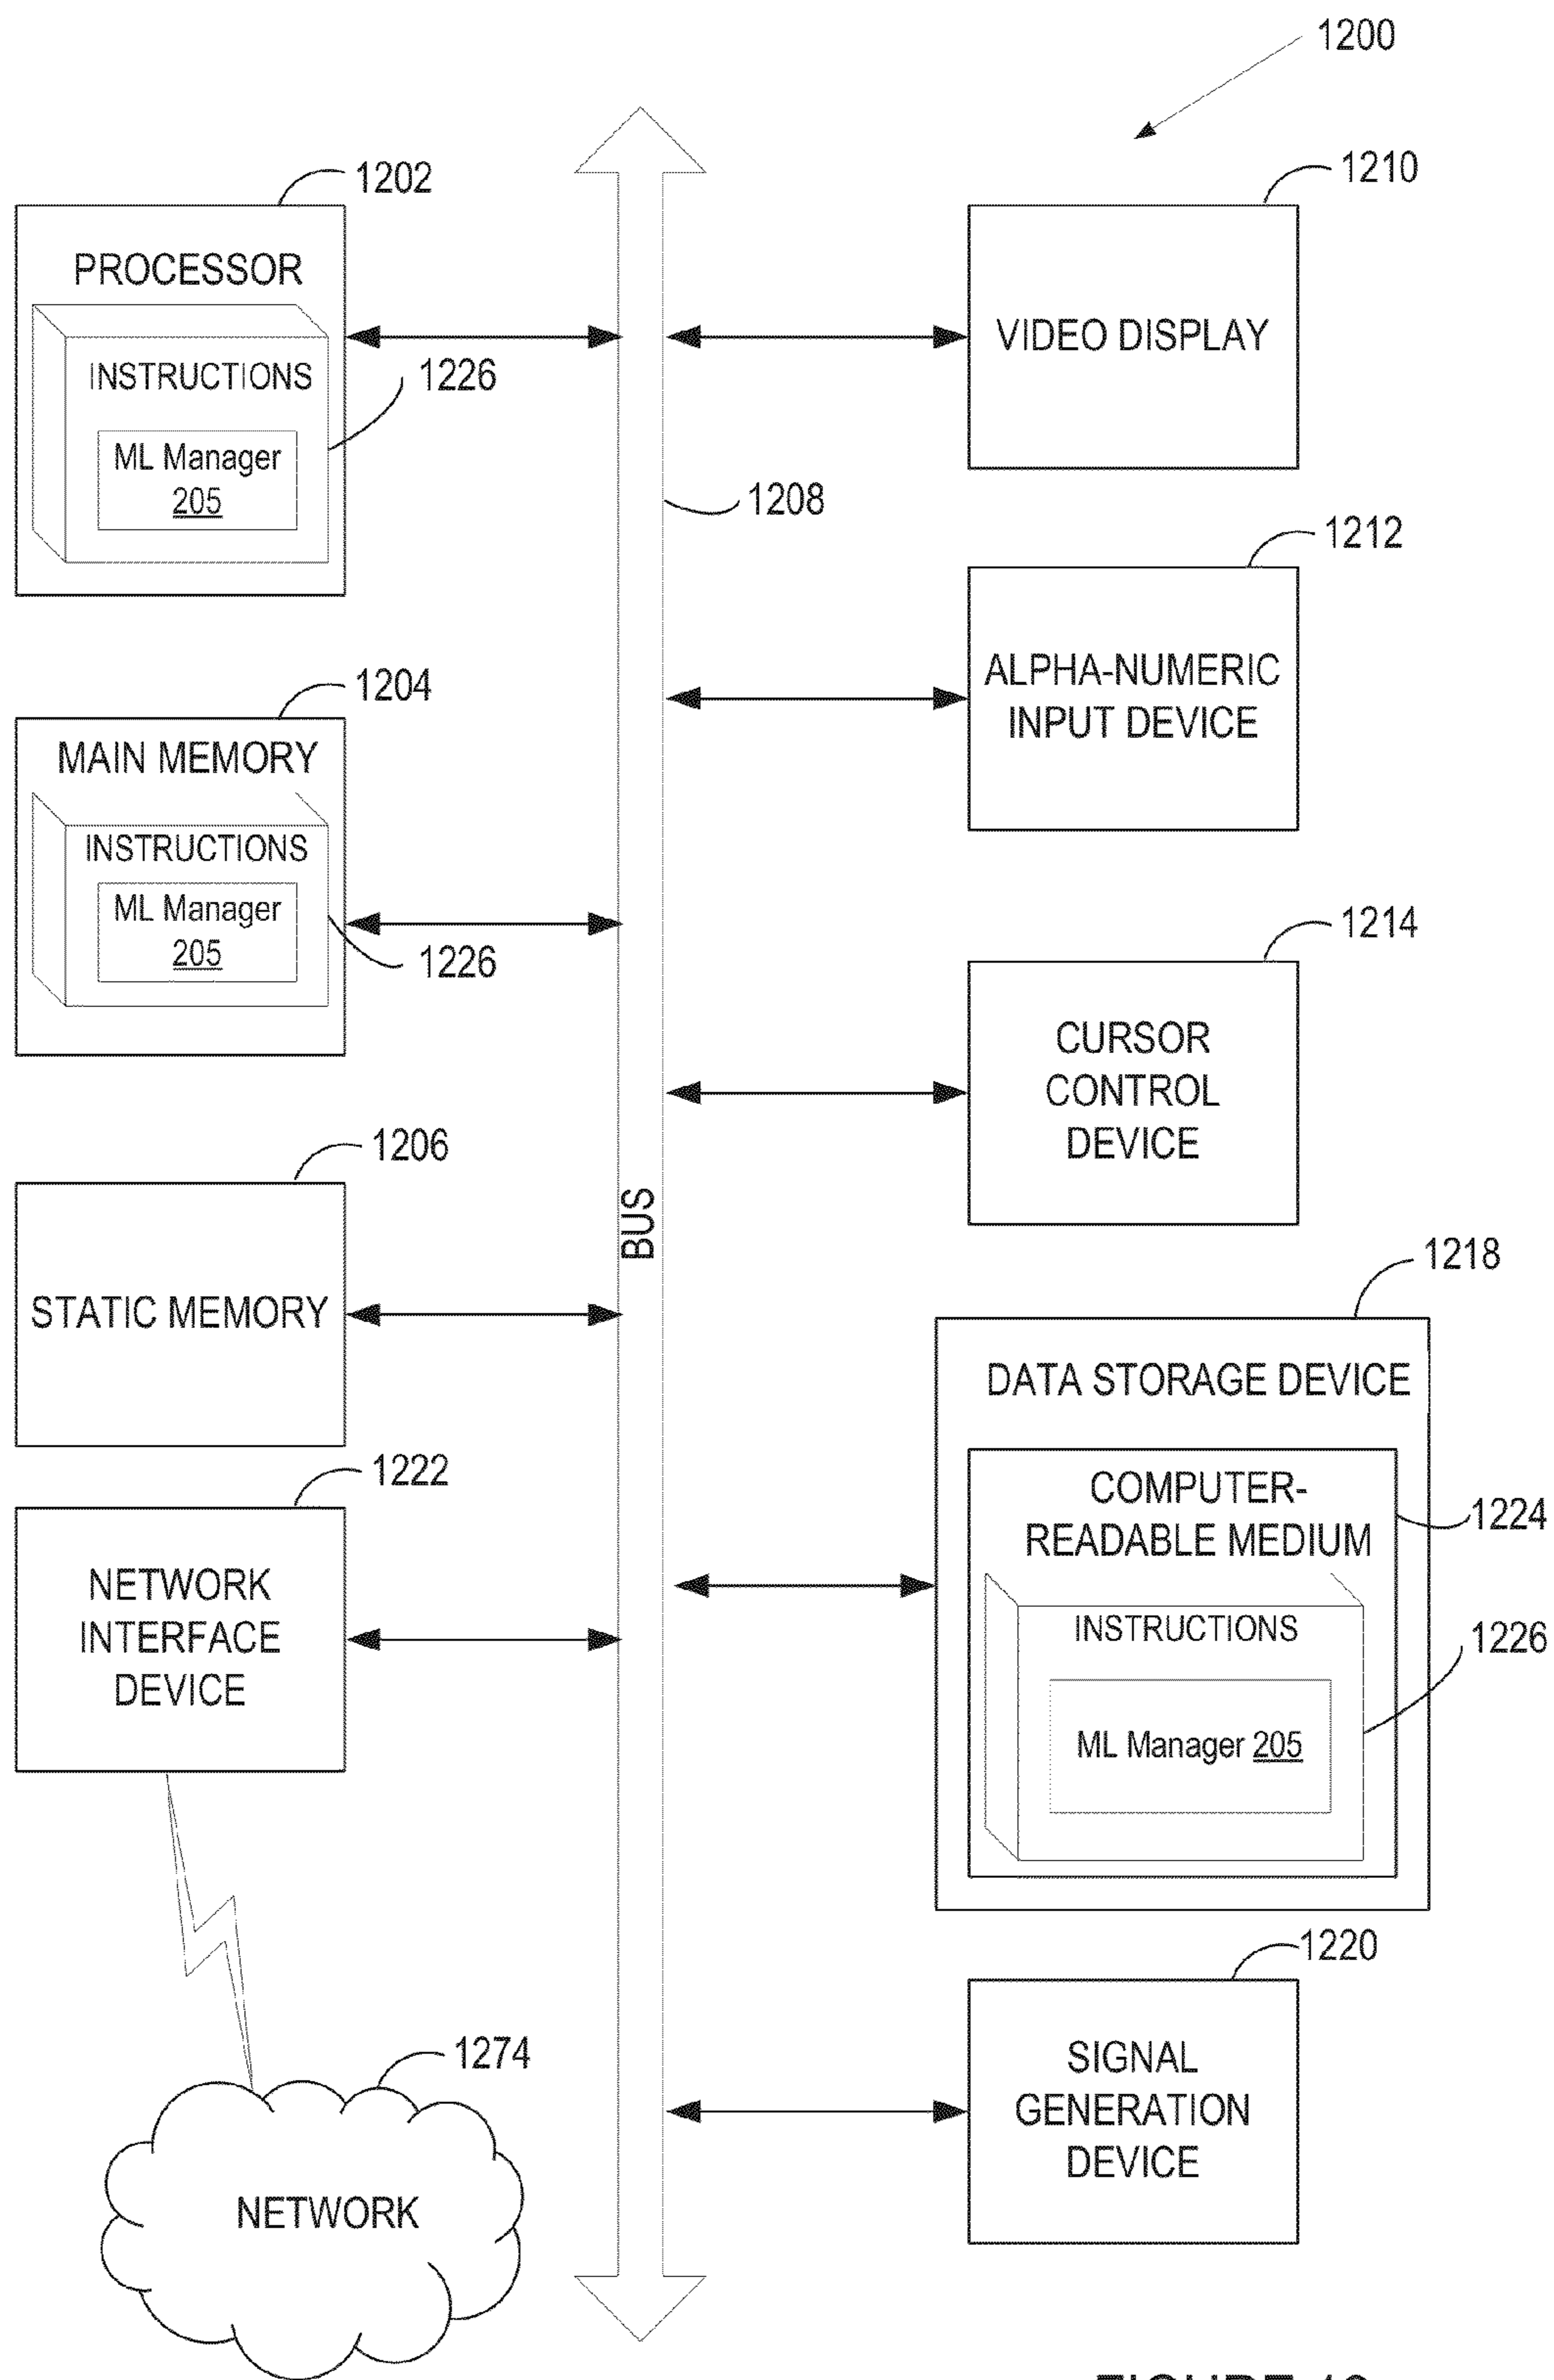 1200
1202
PROCESSOR
INSTRUCTIONS
ML Manager
205
1226
1204
MAIN MEMORY
INSTRUCTIONS
ML Manager
205
1226
1206
STATIC MEMORY
1222
NETWORK
INTERFACE
DEVICE
1274
NETWORK
1208
BUS
1210
VIDEO DISPLAY
1212
ALPHA-NUMERIC
INPUT DEVICE
1214
CURSOR
CONTROL
DEVICE
1218
DATA STORAGE DEVICE
COMPUTER-
READABLE MEDIUM
1224
INSTRUCTIONS
1226
ML Manager 205
1220
SIGNAL
GENERATION
DEVICE
FIGURE